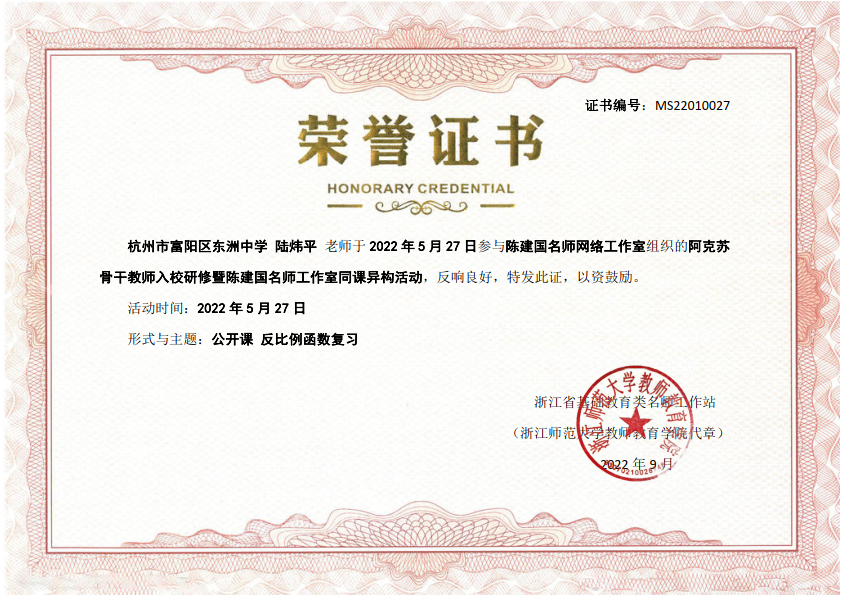 证书编号：MS22010027
荣誉证书
HONORARY CREDENTIAL
杭州市富阳区东洲中学 陆炜平 老师于 2022 年 5 月 27 日参与陈建国名师网络工作室组织的阿克苏
骨干教师入校研修暨陈建国名师工作室同课异构活动，反响良好，特发此证，以资鼓励。
活动时间：2022 年 5 月 27 日
形式与主题：公开课 反比例函数复习
浙江省基础教育类名师工作站
（浙江师范大学教师教育学院代章）
2022 年 9 月
浙江师范大学教师教育学院